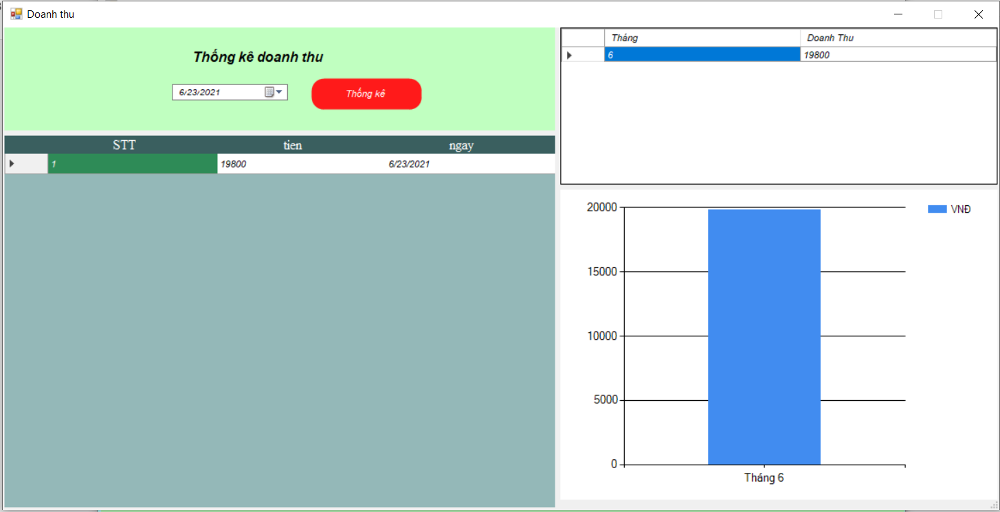 Doanh thu
Thống kê doanh thu
6/23/2021
Thống kê
STT tien ngay
1 19800 6/23/2021
Tháng Doanh Thu
6 19800
20000
15000
10000
5000
0
Tháng 6
VNĐ